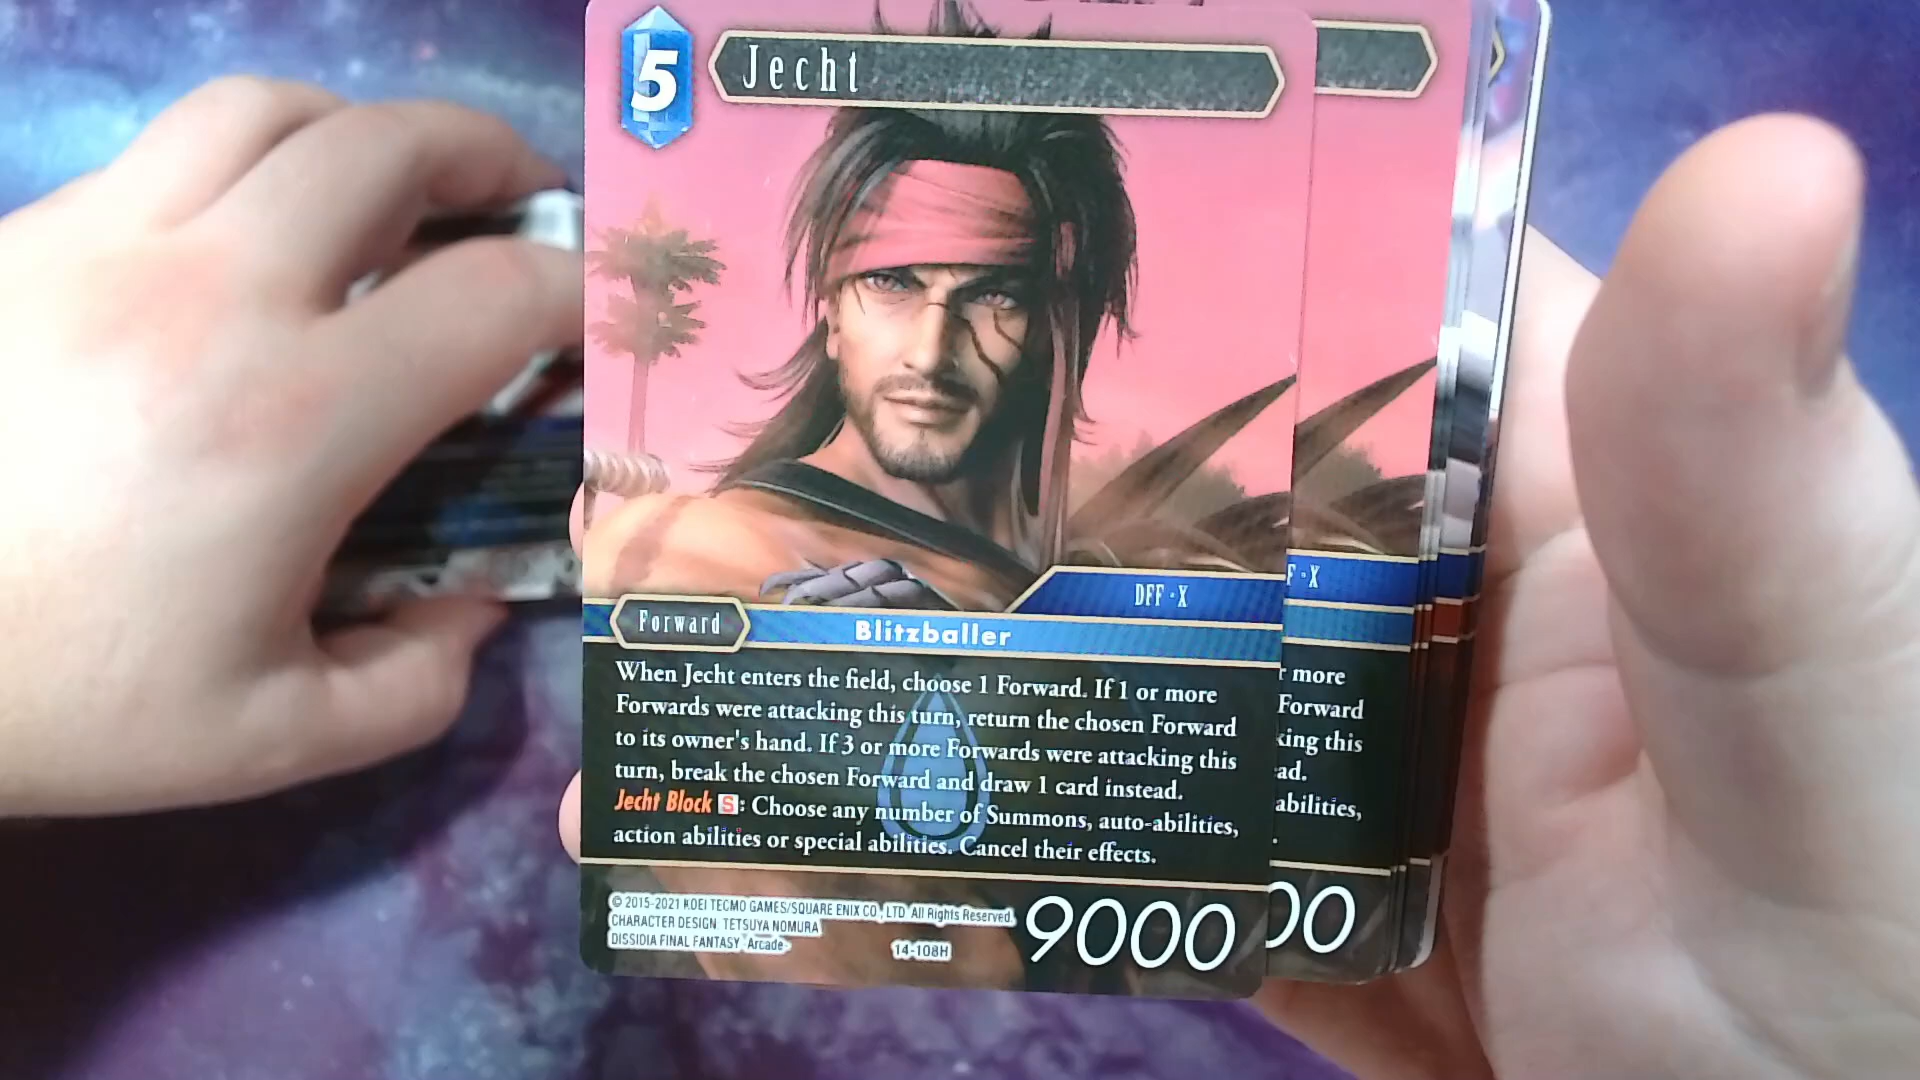 5
Jecht
DFF・X
F・X
Forward
Blitzballer
When Jecht enters the field, choose 1 Forward. If 1 or more
Forwards were attacking this turn, return the chosen Forward
to its owner's hand. If 3 or more Forwards were attacking this
turn, break the chosen Forward and draw 1 card instead.
Jecht Block S: Choose any number of Summons, auto-abilities,
action abilities or special abilities. Cancel their effects.
more
Forward
king this
ad.
abilities,
© 2015-2021 KOEI TECMO GAMES/SQUARE ENIX CO., LTD. All Rights Reserved.
CHARACTER DESIGN: TETSUYA NOMURA
DISSIDIA FINAL FANTASY -Arcade-
14-108H
9000
00